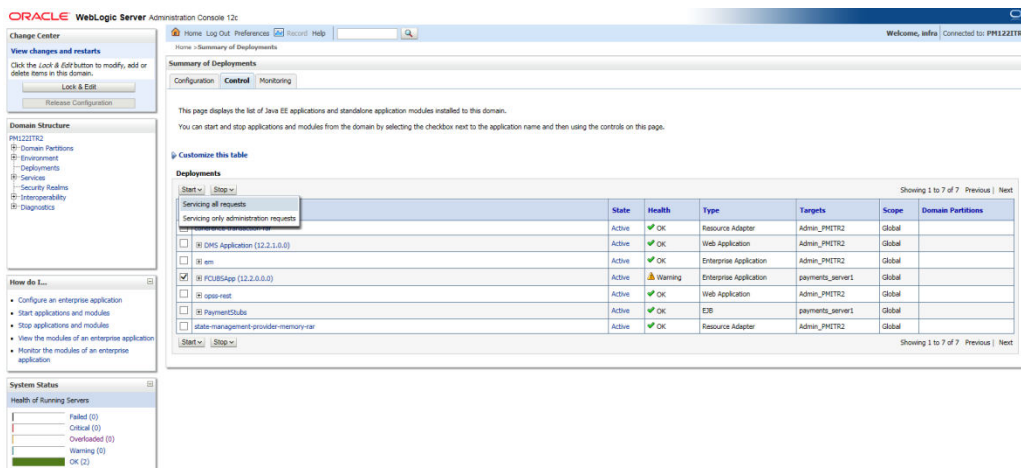 ORACLE WebLogic Server Administration Console 12c
Change Center
View changes and restarts
Click the Lock & Edit button to modify, add or
delete items in this domain.
Lock & Edit
Release Configuration
Domain Structure
PM122ITR2
Domain Partitions
Environment
Deployments
Services
Security Realms
Interoperability
Diagnostics
How do I...
Configure an enterprise application
Start applications and modules
Stop applications and modules
View the modules of an enterprise application
Monitor the modules of an enterprise
application
System Status
Health of Running Servers
Failed (0)
Critical (0)
Overloaded (0)
Warning (0)
OK (2)
Home Log Out Preferences Record Help
Welcome, infra Connected to: PM122ITR
Home >Summary of Deployments
Summary of Deployments
Configuration Control Monitoring
This page displays the list of Java EE applications and standalone application modules installed to this domain.
You can start and stop applications and modules from the domain by selecting the checkbox next to the application name and then using the controls on this page.
Customize this table
Deployments
Start Stop Showing 1 to 7 of 7 Previous | Next
Servicing all requests
Servicing only administration requests
State Health Type Targets Scope Domain Partitions
coherence-transaction-rar Active OK Resource Adapter Admin_PMITR2 Global
DMS Application (12.2.1.0.0) Active OK Web Application Admin_PMITR2 Global
em Active OK Enterprise Application Admin_PMITR2 Global
FCUBSApp (12.2.0.0.0) Active Warning Enterprise Application payments_server1 Global
opss-rest Active OK Web Application Admin_PMITR2 Global
PaymentStubs Active OK EJB payments_server1 Global
state-management-provider-memory-rar Active OK Resource Adapter Admin_PMITR2 Global
Start Stop Showing 1 to 7 of 7 Previous | Next